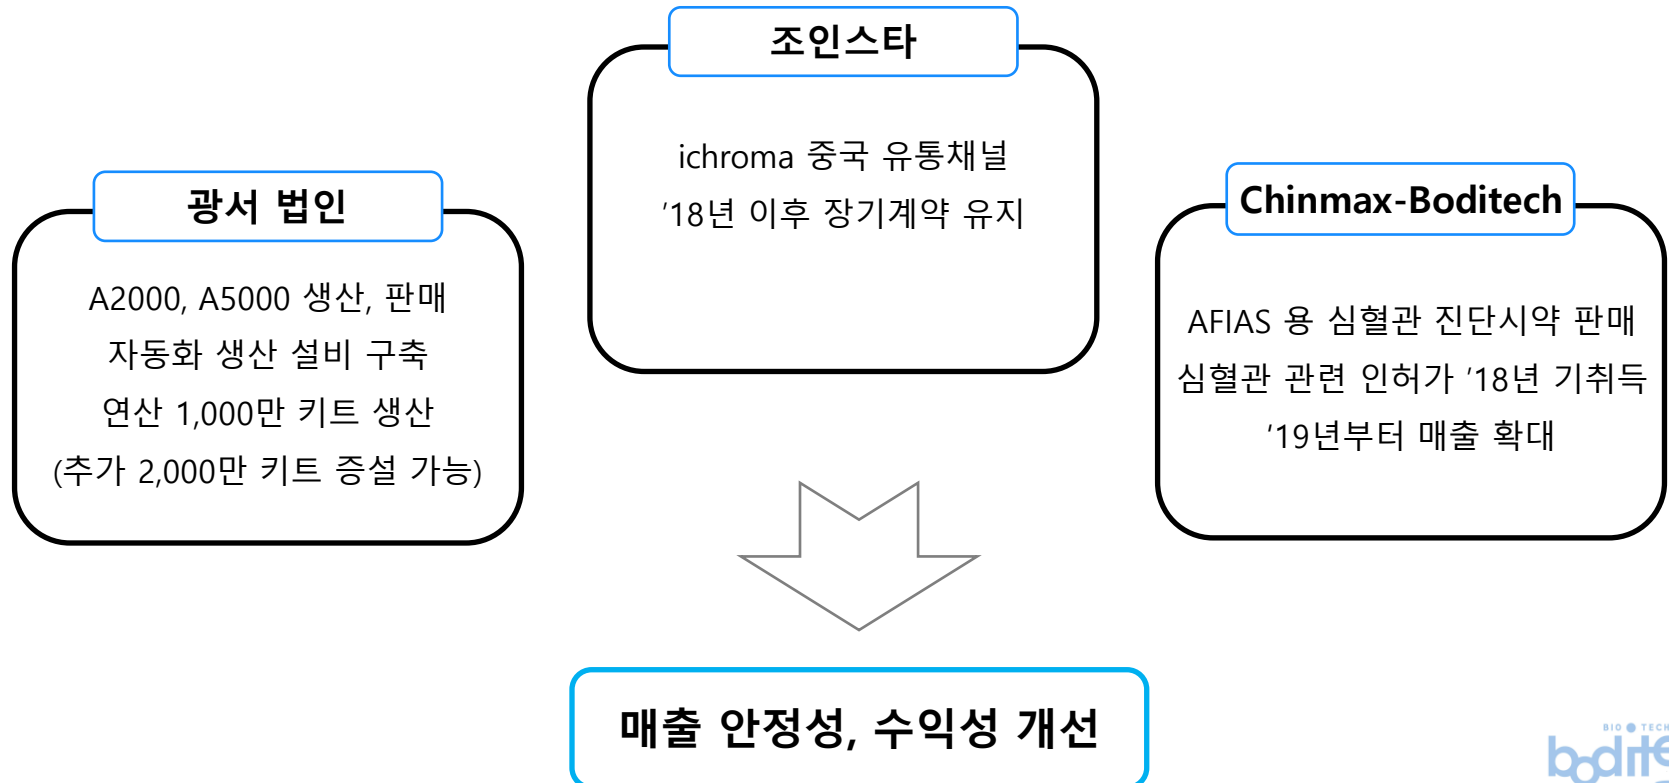 조인스타
ichroma 중국 유통채널
’18년 이후 장기계약 유지
광서 법인
A2000, A5000 생산, 판매
자동화 생산 설비 구축
연산 1,000만 키트 생산
(추가 2,000만 키트 증설 가능)
Chinmax-Boditech
AFIAS 용 심혈관 진단시약 판매
심혈관 관련 인허가 ’18년 기취득
’19년부터 매출 확대
매출 안정성, 수익성 개선
BIO TECH